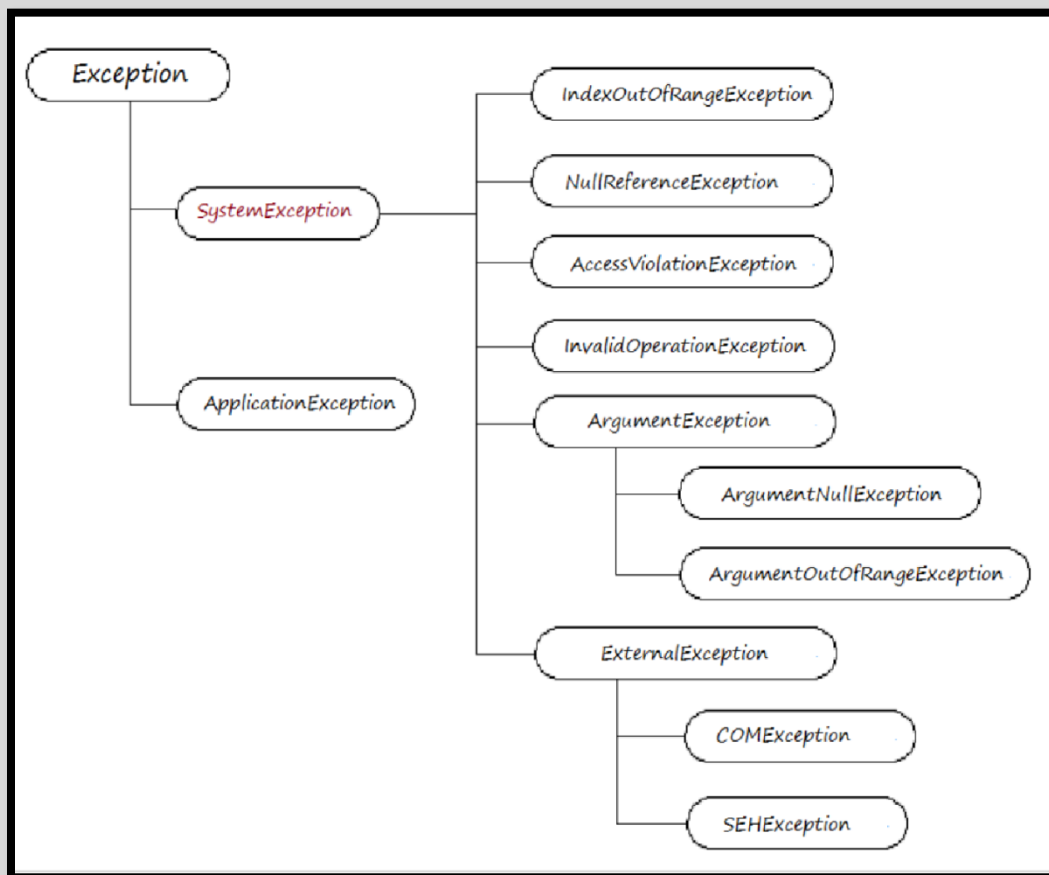 Exception
SystemException
ApplicationException
IndexOutOfRangeException
NullReferenceException
AccessViolationException
InvalidOperationException
ArgumentException
ArgumentNullException
ArgumentOutOfRangeException
ExternalException
COMException
SEHException